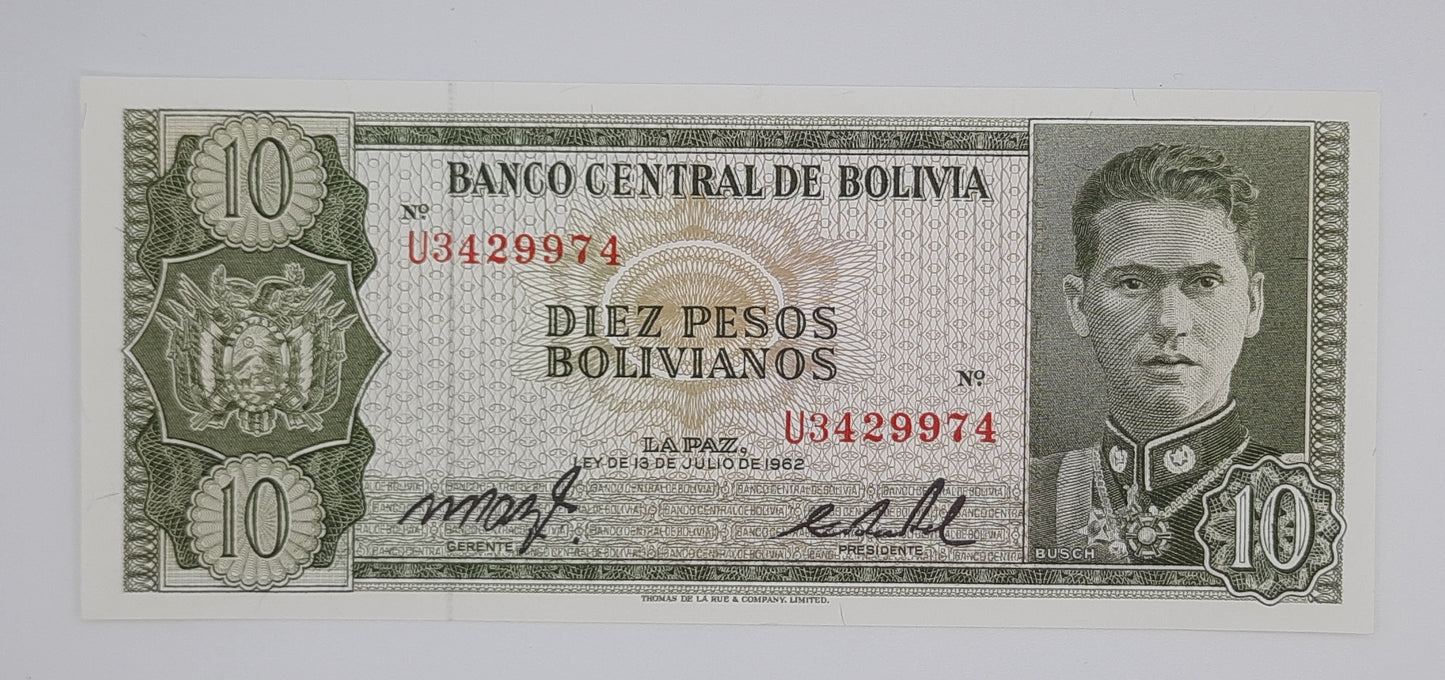 10
BANCO CENTRAL DE BOLIVIA
Nº
U3429974
DIEZ PESOS
BOLIVIANOS
Nº
U3429974
LA PAZ,
LEY DE 13 DE JULIO DE 1962
10
GERENTE
PRESIDENTE
BUSCH
10
THOMAS DE LA RUE & COMPANY, LIMITED.